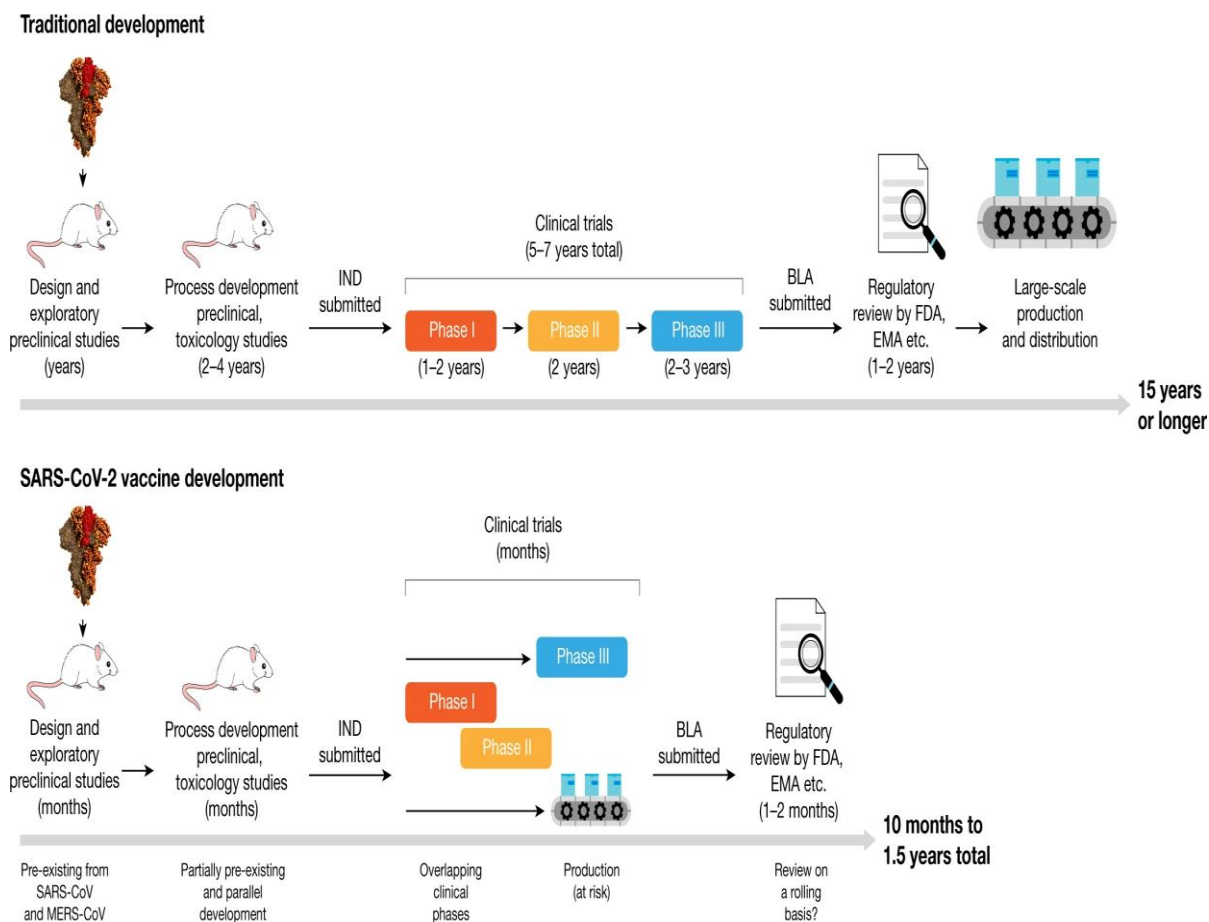 Traditional development
Design and
exploratory
preclinical studies
(years)
Process development
preclinical,
toxicology studies
(2–4 years)
IND
submitted
Clinical trials
(5–7 years total)
Phase I
(1–2 years)
Phase II
(2 years)
Phase III
(2–3 years)
BLA
submitted
Regulatory
review by FDA,
EMA etc.
(1–2 years)
Large-scale
production
and distribution
15 years
or longer
SARS-CoV-2 vaccine development
Design and
exploratory
preclinical studies
(months)
Process development
preclinical,
toxicology studies
(months)
IND
submitted
Clinical trials
(months)
Phase III
Phase I
Phase II
BLA
submitted
Regulatory
review by FDA,
EMA etc.
(1–2 months)
10 months to
1.5 years total
Pre-existing from
SARS-CoV
and MERS-CoV
Partially pre-existing
and parallel
development
Overlapping
clinical
phases
Production
(at risk)
Review on
a rolling
basis?